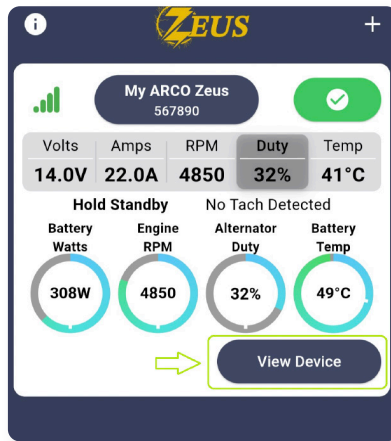 i
ZEUS
+
My ARCO Zeus
567890
Volts Amps RPM Duty Temp
14.0V 22.0A 4850 32% 41°C
Hold Standby No Tach Detected
Battery Watts Engine RPM Alternator Duty Battery Temp
308W 4850 32% 49°C
View Device